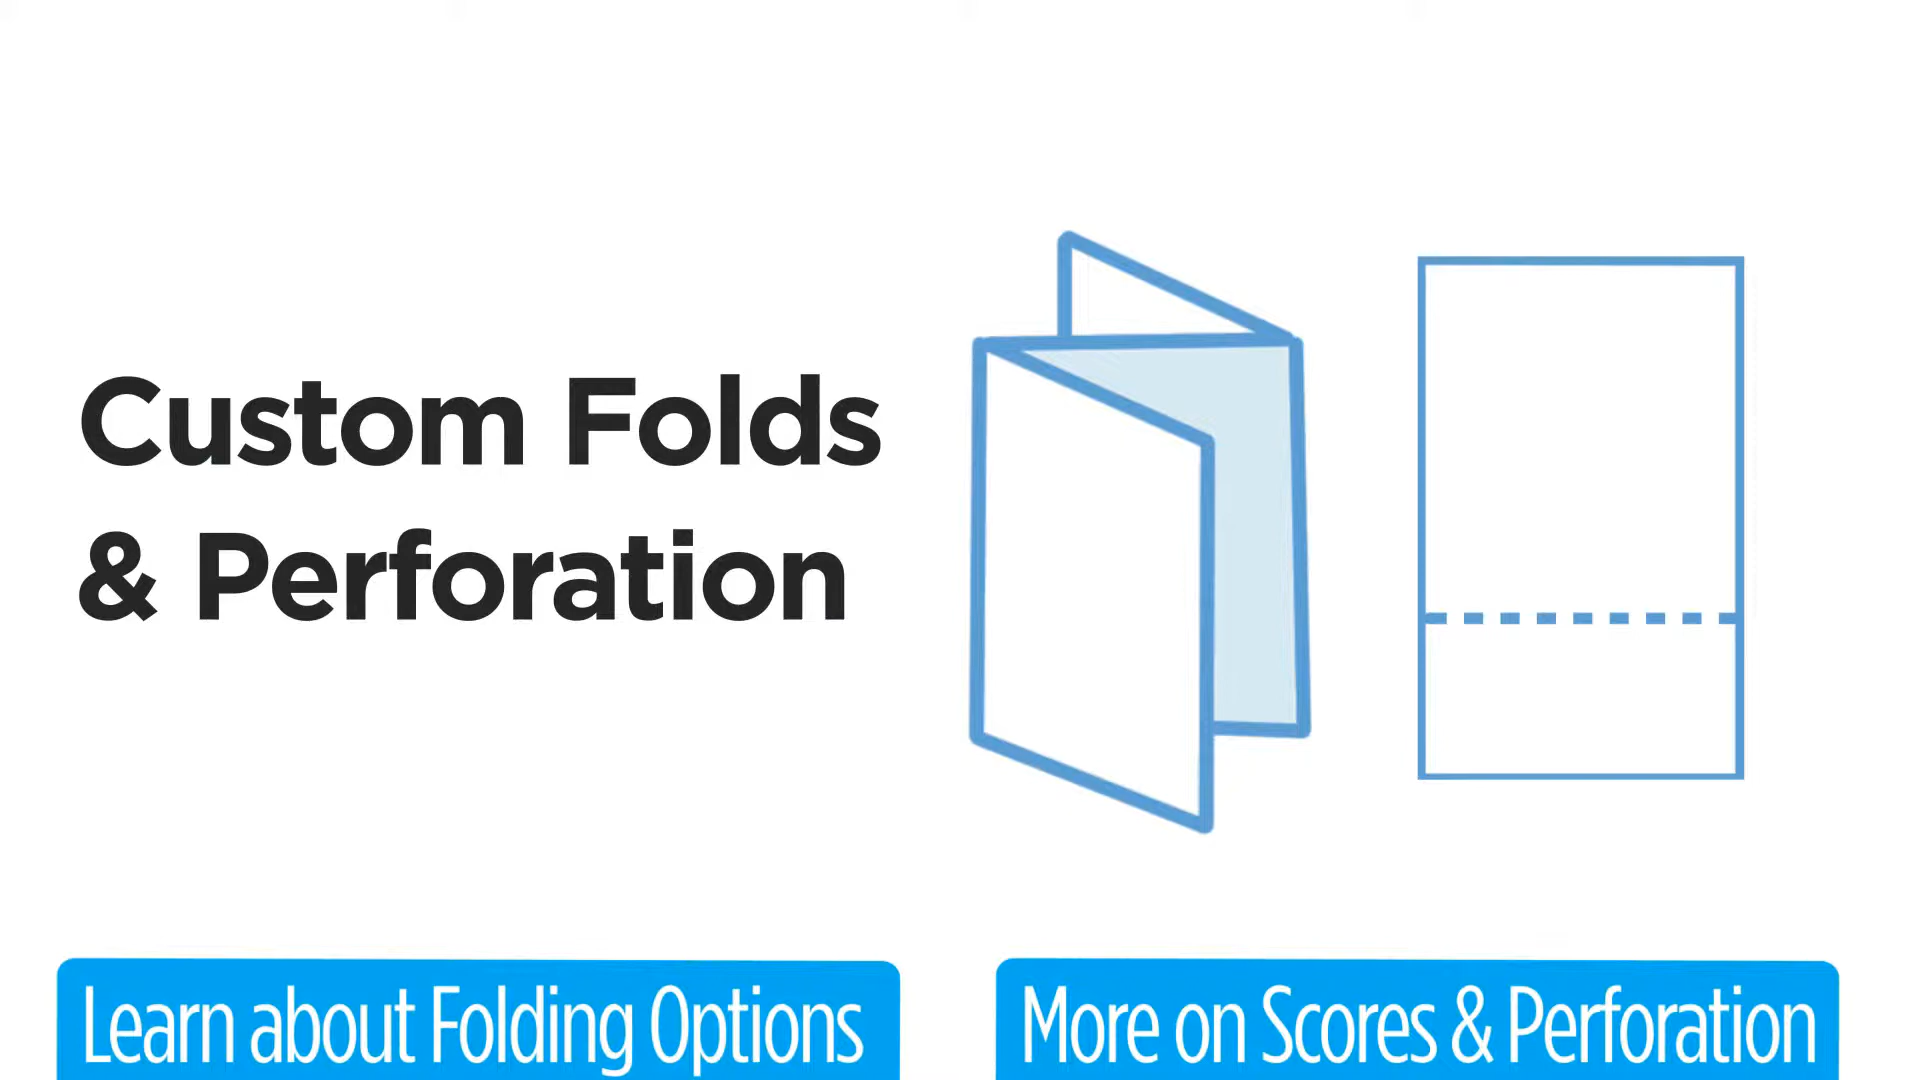 Custom Folds
& Perforation
Learn about Folding Options
More on Scores & Perforation